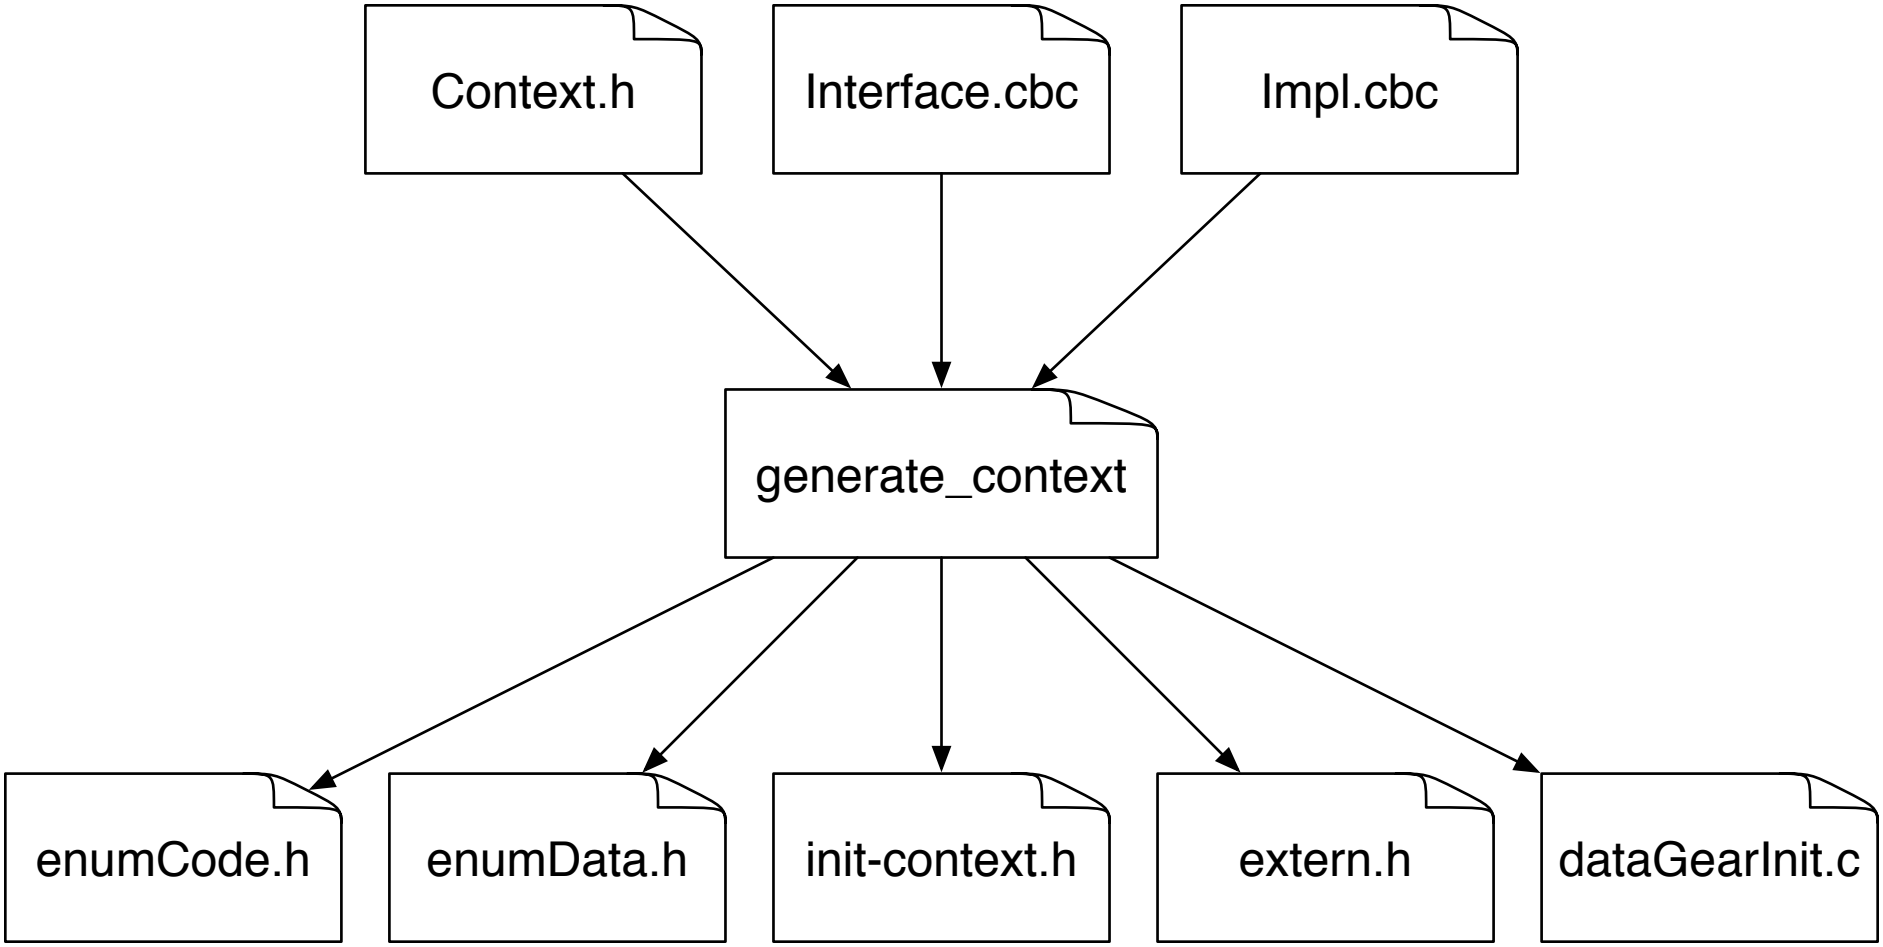 Context.h
Interface.cbc
Impl.cbc
generate_context
enumCode.h
enumData.h
init-context.h
extern.h
dataGearInit.c